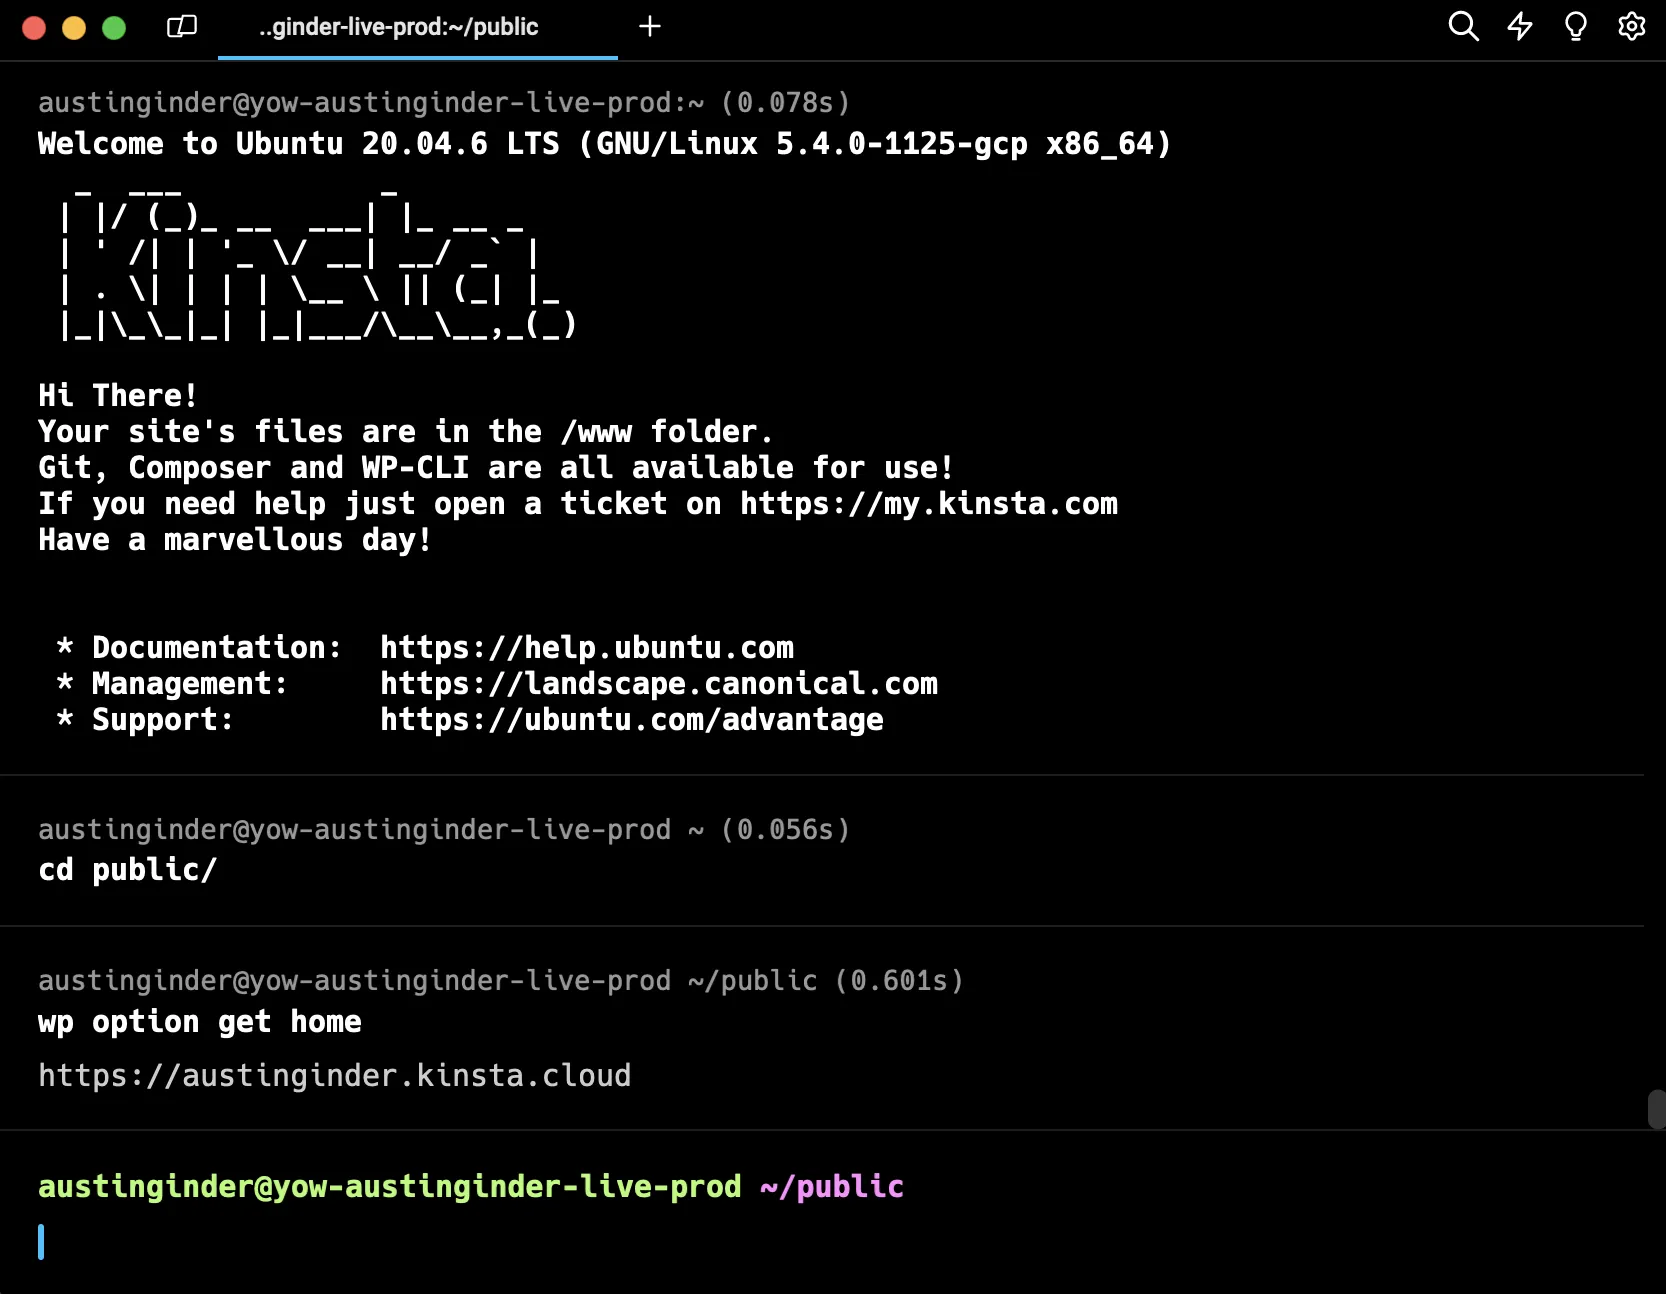 ..ginder-live-prod:~/public
austinginder@yow-austinginder-live-prod:~ (0.078s)
Welcome to Ubuntu 20.04.6 LTS (GNU/Linux 5.4.0-1125-gcp x86_64)
  _  ___           _
 | |/ (_)_ __  ___| |_ __ _
 | ' /| | '_ \/ __| __/ _` |
 | . \| | | | \__ \ || (_| |_
 |_|\_\_|_| |_|___/\__\__,_(_)
Hi There!
Your site's files are in the /www folder.
Git, Composer and WP-CLI are all available for use!
If you need help just open a ticket on https://my.kinsta.com
Have a marvellous day!
 * Documentation:  https://help.ubuntu.com
 * Management:     https://landscape.canonical.com
 * Support:        https://ubuntu.com/advantage
austinginder@yow-austinginder-live-prod ~ (0.056s)
cd public/
austinginder@yow-austinginder-live-prod ~/public (0.601s)
wp option get home
https://austinginder.kinsta.cloud
austinginder@yow-austinginder-live-prod ~/public